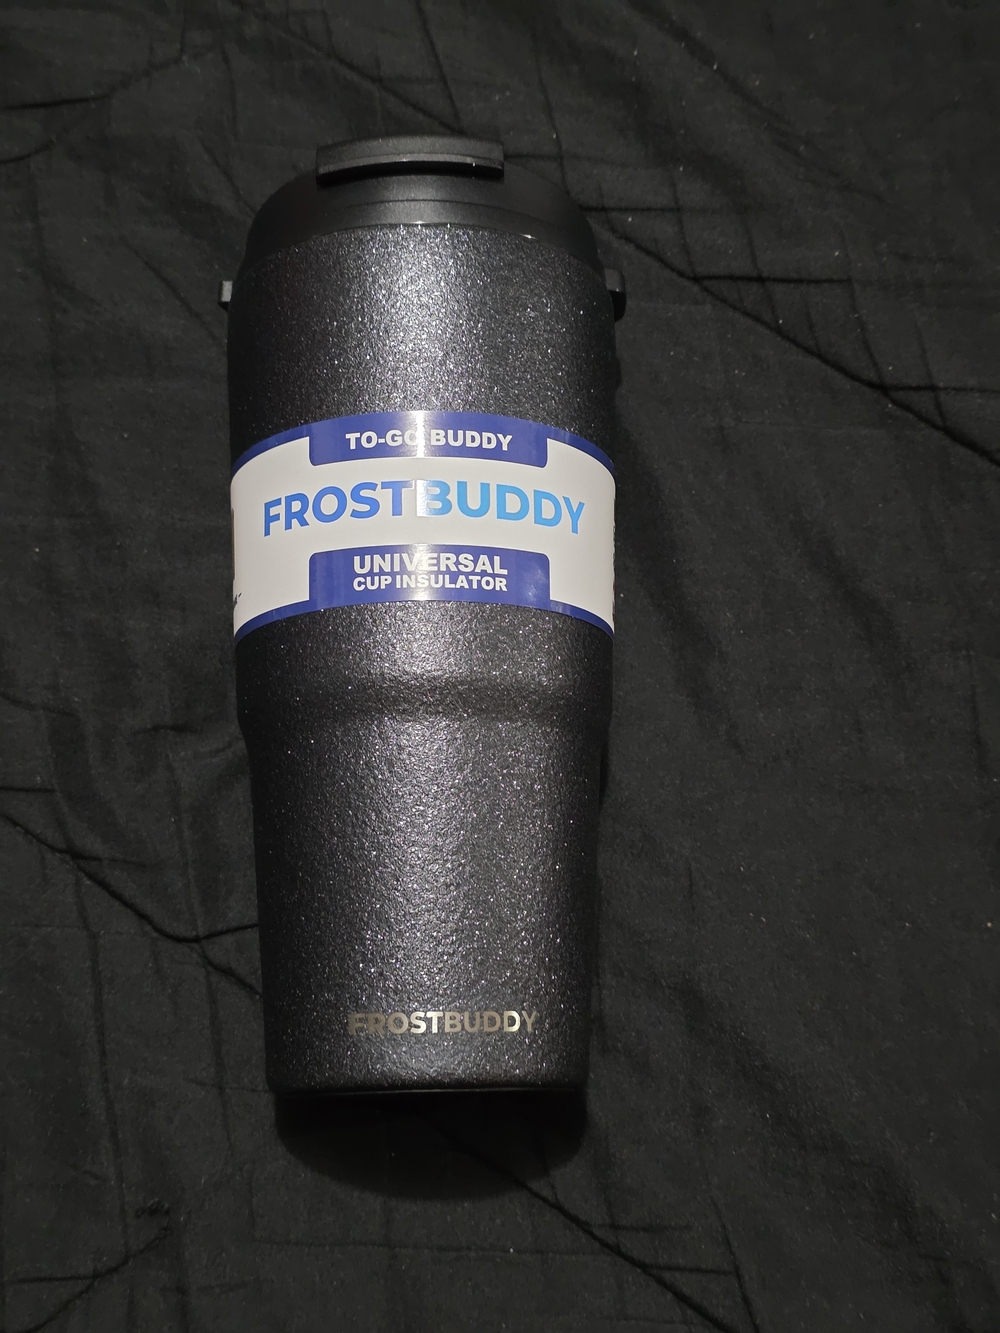 TO-GO BUDDY
FROSTBUDDY
UNIVERSAL
CUP INSULATOR
FROSTBUDDY